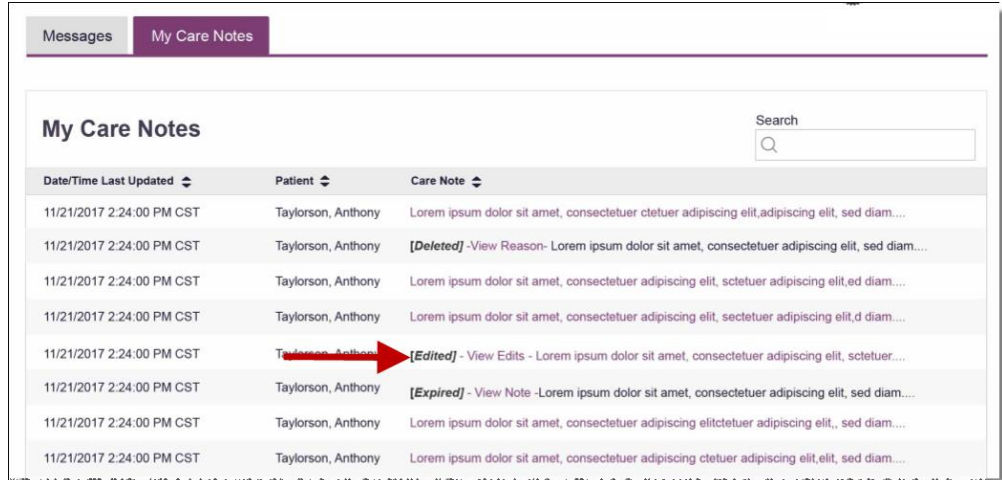 Messages My Care Notes
My Care Notes
Search
Date/Time Last Updated Patient Care Note
11/21/2017 2:24:00 PM CST Taylorson, Anthony Lorem ipsum dolor sit amet, consectetuer ctetuer adipiscing elit,adipiscing elit, sed diam....
11/21/2017 2:24:00 PM CST Taylorson, Anthony [Deleted] -View Reason- Lorem ipsum dolor sit amet, consectetuer adipiscing elit, sed diam....
11/21/2017 2:24:00 PM CST Taylorson, Anthony Lorem ipsum dolor sit amet, consectetuer adipiscing elit, sctetuer adipiscing elit,ed diam....
11/21/2017 2:24:00 PM CST Taylorson, Anthony Lorem ipsum dolor sit amet, consectetuer adipiscing elit, sectetuer adipiscing elit,d diam....
11/21/2017 2:24:00 PM CST Taylorson, Anthony [Edited] - View Edits - Lorem ipsum dolor sit amet, consectetuer adipiscing elit, sctetuer....
11/21/2017 2:24:00 PM CST Taylorson, Anthony [Expired] - View Note -Lorem ipsum dolor sit amet, consectetuer adipiscing elit, sed diam....
11/21/2017 2:24:00 PM CST Taylorson, Anthony Lorem ipsum dolor sit amet, consectetuer adipiscing elitctetuer adipiscing elit,, sed diam....
11/21/2017 2:24:00 PM CST Taylorson, Anthony Lorem ipsum dolor sit amet, consectetuer adipiscing ctetuer adipiscing elit,elit, sed diam....